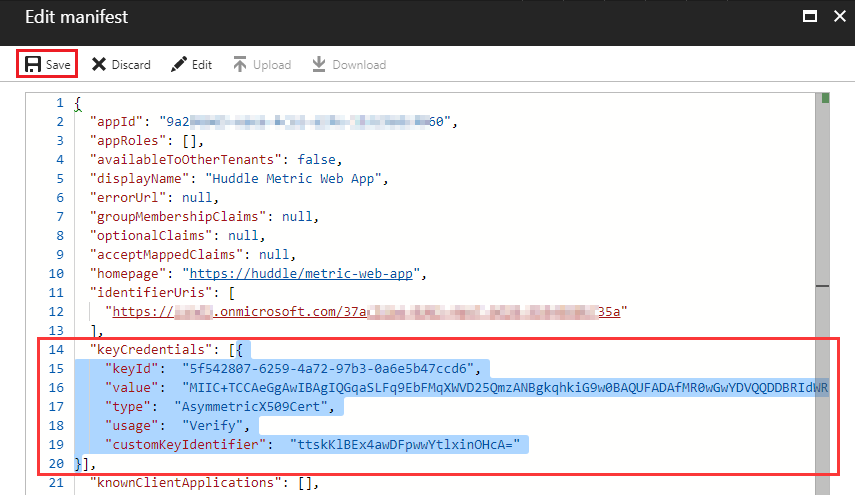 Edit manifest
Save Discard Edit Upload Download
1 {
2 "appId": "9a2 60",
3 "appRoles": [],
4 "availableToOtherTenants": false,
5 "displayName": "Huddle Metric Web App",
6 "errorUrl": null,
7 "groupMembershipClaims": null,
8 "optionalClaims": null,
9 "acceptMappedClaims": null,
10 "homepage": "https://huddle/metric-web-app",
11 "identifierUris": [
12 "https:// .onmicrosoft.com/37a 35a"
13 ],
14 "keyCredentials": [{
15 "keyId": "5f542807-6259-4a72-97b3-0a6e5b47ccd6",
16 "value": "MIIC+TCCAeGgAwIBAgIQGqaSLFq9EbFMqXWVD25QmzANBgkqhkiG9w0BAQUFADAfMR0wGwYDVQQDDBRIdWR
17 "type": "AsymmetricX509Cert",
18 "usage": "Verify",
19 "customKeyIdentifier": "ttskKlBEx4awDFpwwYtlxinOHcA="
20 }],
21 "knownClientApplications": [],